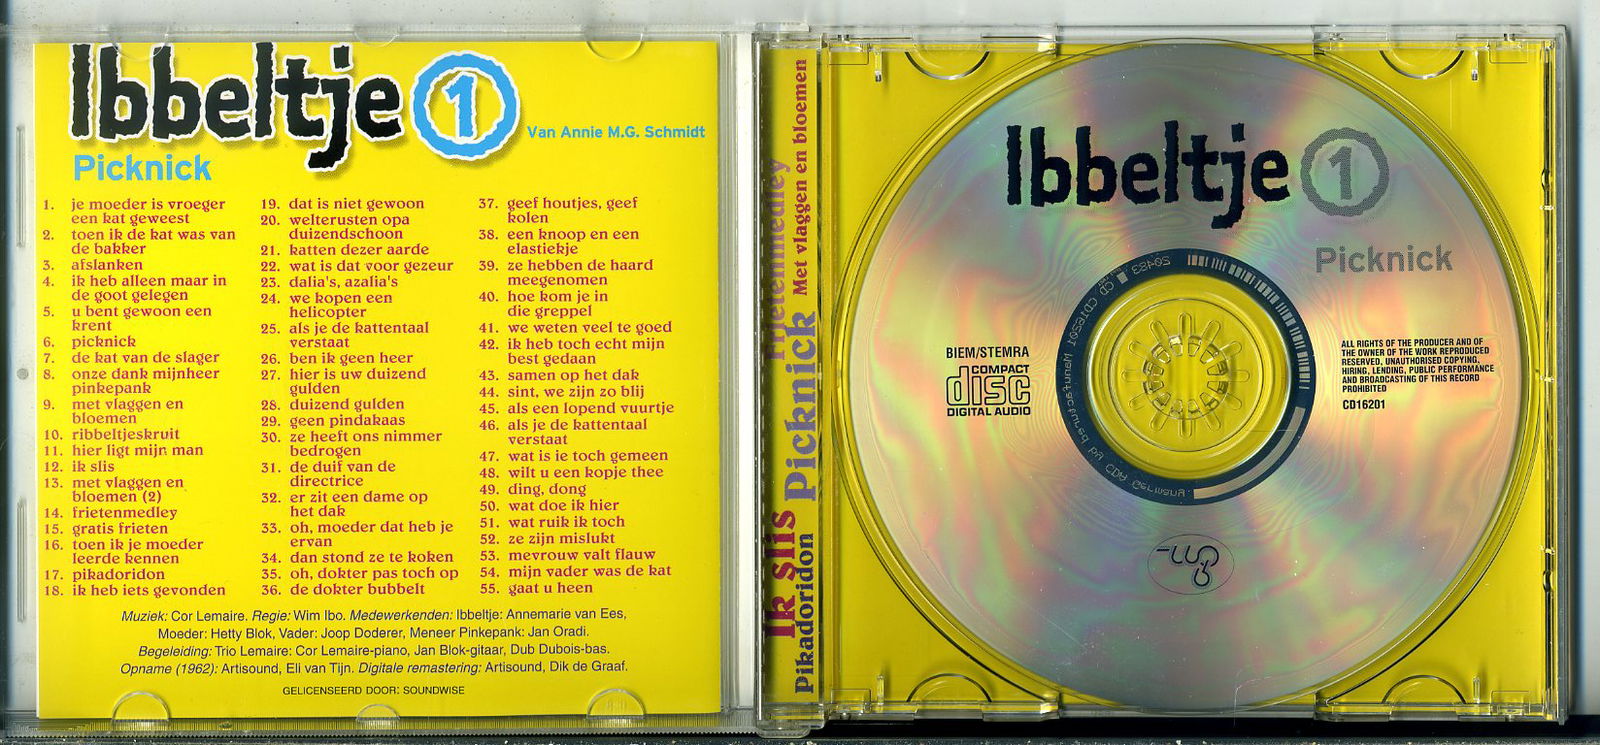 Ibbeltje 1
Van Annie M.G. Schmidt
Picknick
1. je moeder is vroeger
een kat geweest
2. toen ik de kat was van
de bakker
3. afslanken
4. ik heb alleen maar in
de goot gelegen
5. u bent gewoon een
krent
6. picknick
7. de kat van de slager
8. onze dank mijnheer
pinkepank
9. met vlaggen en
bloemen
10. ribbeltjeskruit
11. hier ligt mijn man
12. ik slis
13. met vlaggen en
bloemen (2)
14. frietenmedley
15. gratis frieten
16. toen ik je moeder
leerde kennen
17. pikadoridon
18. ik heb iets gevonden
19. dat is niet gewoon
20. welterusten opa
duizendschoon
21. katten dezer aarde
22. wat is dat voor gezeur
23. dalia's, azalia's
24. we kopen een
helicopter
25. als je de kattentaal
verstaat
26. ben ik geen heer
27. hier is uw duizend
gulden
28. duizend gulden
29. geen pindakaas
30. ze heeft ons nimmer
bedrogen
31. de duif van de
directrice
32. er zit een dame op
het dak
33. oh, moeder dat heb je
ervan
34. dan stond ze te koken
35. oh, dokter pas toch op
36. de dokter bubbelt
37. geef houtjes, geef
kolen
38. een knoop en een
elastiekje
39. ze hebben de haard
meegenomen
40. hoe kom je in
die greppel
41. we weten veel te goed
42. ik heb toch echt mijn
best gedaan
43. samen op het dak
44. sint, we zijn zo blij
45. als een lopend vuurtje
46. als je de kattentaal
verstaat
47. wat is ie toch gemeen
48. wilt u een kopje thee
49. ding, dong
50. wat doe ik hier
51. wat ruik ik toch
52. ze zijn mislukt
53. mevrouw valt flauw
54. mijn vader was de kat
55. gaat u heen
Muziek: Cor Lemaire. Regie: Wim Ibo. Medewerkenden: Ibbeltje: Annemarie van Ees,
Moeder: Hetty Blok, Vader: Joop Doderer, Meneer Pinkepank: Jan Oradi.
Begeleiding: Trio Lemaire: Cor Lemaire-piano, Jan Blok-gitaar, Dub Dubois-bas.
Opname (1962): Artisound, Eli van Tijn. Digitale remastering: Artisound, Dik de Graaf.
GELICENSEERD DOOR: SOUNDWISE
Ik slis
Pikadoridon
Picknick
Met vlaggen en bloemen
Ibbeltje 1
Picknick
BIEM/STEMRA
COMPACT
disc
DIGITAL AUDIO
ALL RIGHTS OF THE PRODUCER AND OF
THE OWNER OF THE WORK REPRODUCED
RESERVED. UNAUTHORISED COPYING,
HIRING, LENDING, PUBLIC PERFORMANCE
AND BROADCASTING OF THIS RECORD
PROHIBITED
CD16201
Manufactured by CDA Germany